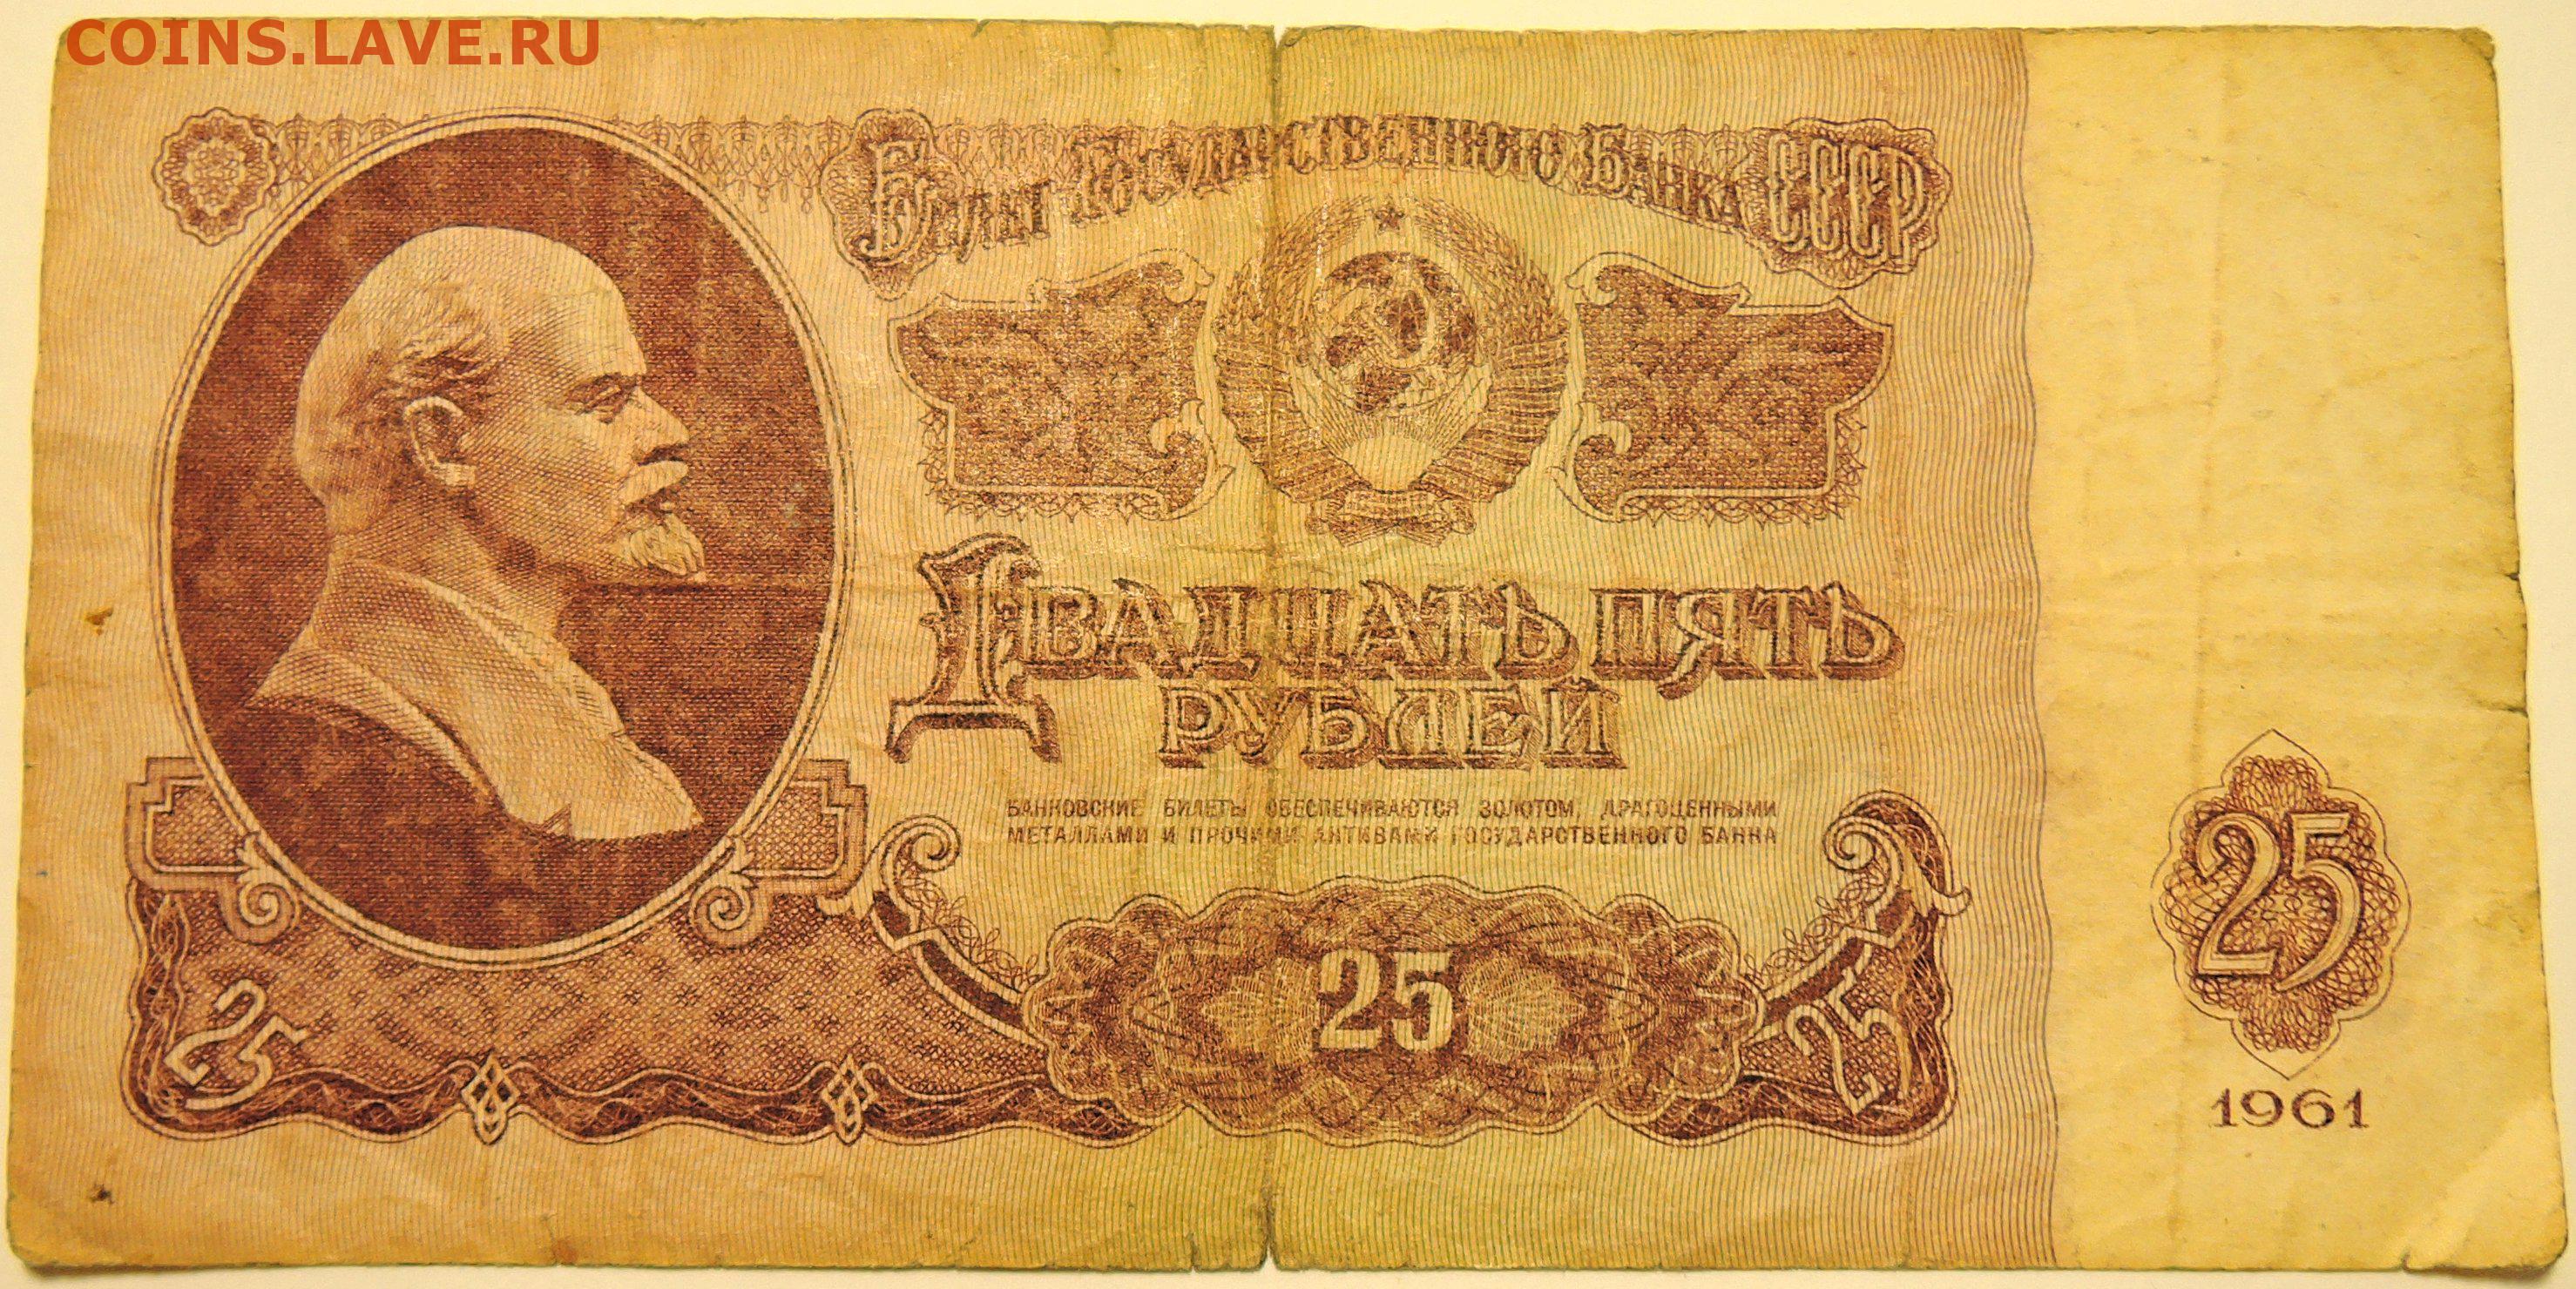 COINS.LAVE.RU
Билет Государственного Банка СССР
Двадцать пять
рублей
БАНКОВСКИЕ БИЛЕТЫ ОБЕСПЕЧИВАЮТСЯ ЗОЛОТОМ, ДРАГОЦЕННЫМИ
МЕТАЛЛАМИ И ПРОЧИМИ АКТИВАМИ ГОСУДАРСТВЕННОГО БАНКА
25
25
25
25
1961